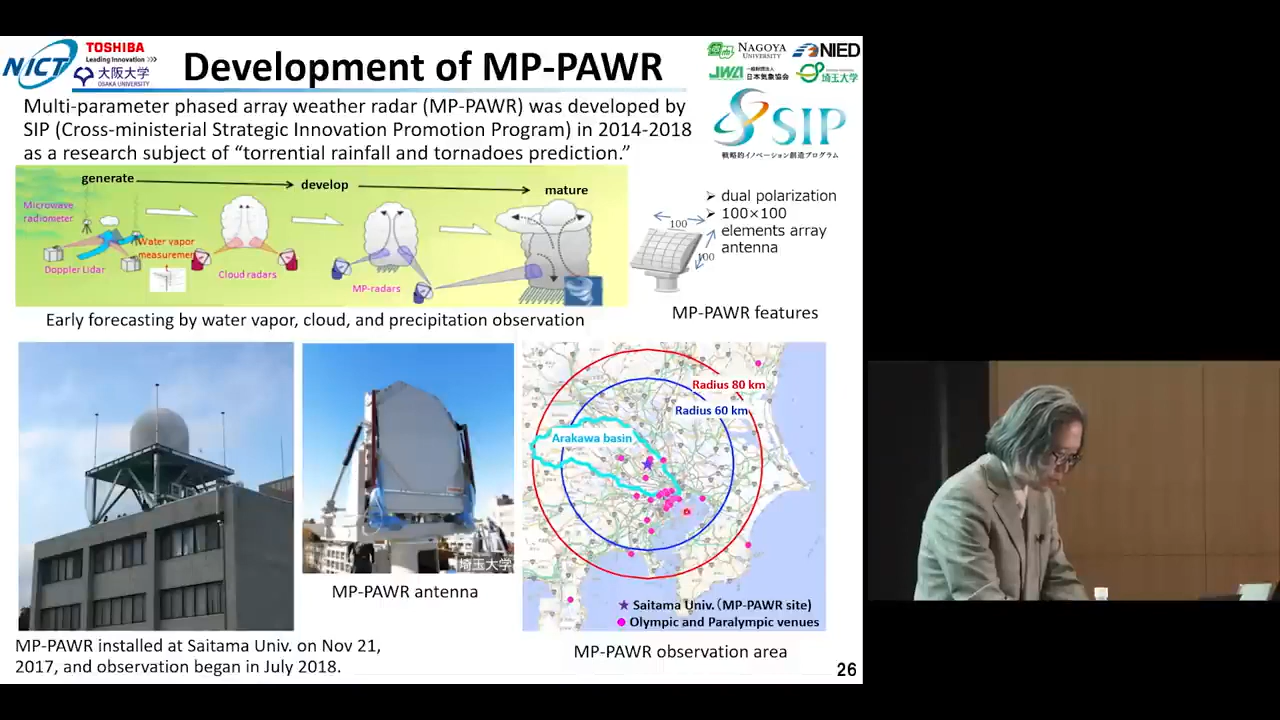 NICT
TOSHIBA
Leading Innovation >>>
大阪大学
OSAKA UNIVERSITY
Development of MP-PAWR
NAGOYA
UNIVERSITY
NIED
JWA
一般財団法人
日本気象協会
埼玉大学
Multi-parameter phased array weather radar (MP-PAWR) was developed by
SIP (Cross-ministerial Strategic Innovation Promotion Program) in 2014-2018
as a research subject of “torrential rainfall and tornadoes prediction.”
SIP
戦略的イノベーション創造プログラム
generate
develop
mature
Microwave
radiometer
Water vapor
measurement
Doppler Lidar
Cloud radars
MP-radars
Early forecasting by water vapor, cloud, and precipitation observation
➢ dual polarization
➢ 100×100
elements array
antenna
100
100
MP-PAWR features
埼玉大学
MP-PAWR antenna
Radius 80 km
Radius 60 km
Arakawa basin
★ Saitama Univ. (MP-PAWR site)
● Olympic and Paralympic venues
MP-PAWR observation area
MP-PAWR installed at Saitama Univ. on Nov 21,
2017, and observation began in July 2018.
26